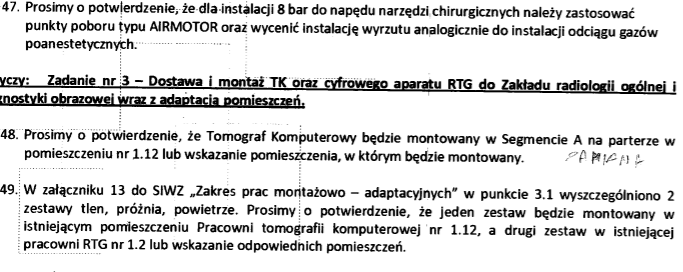 47. Prosimy o potwierdzenie, że dla instalacji 8 bar do napędu narzędzi chirurgicznych należy zastosować
punkty poboru typu AIRMOTOR oraz wycenić instalację wyrzutu analogicznie do instalacji odciągu gazów
poanestetycznych.
yczy: Zadanie nr 3 – Dostawa i montaż TK oraz cyfrowego aparatu RTG do Zakładu radiologii ogólnej i
gnostyki obrazowej wraz z adaptacją pomieszczeń.
48. Prosimy o potwierdzenie, że Tomograf Komputerowy będzie montowany w Segmencie A na parterze w
pomieszczeniu nr 1.12 lub wskazanie pomieszczenia, w którym będzie montowany.
49. W załączniku 13 do SIWZ „Zakres prac montażowo – adaptacyjnych" w punkcie 3.1 wyszczególniono 2
zestawy tlen, próżnia, powietrze. Prosimy o potwierdzenie, że jeden zestaw będzie montowany w
istniejącym pomieszczeniu Pracowni tomografii komputerowej nr 1.12, a drugi zestaw w istniejącej
pracowni RTG nr 1.2 lub wskazanie odpowiednich pomieszczeń.